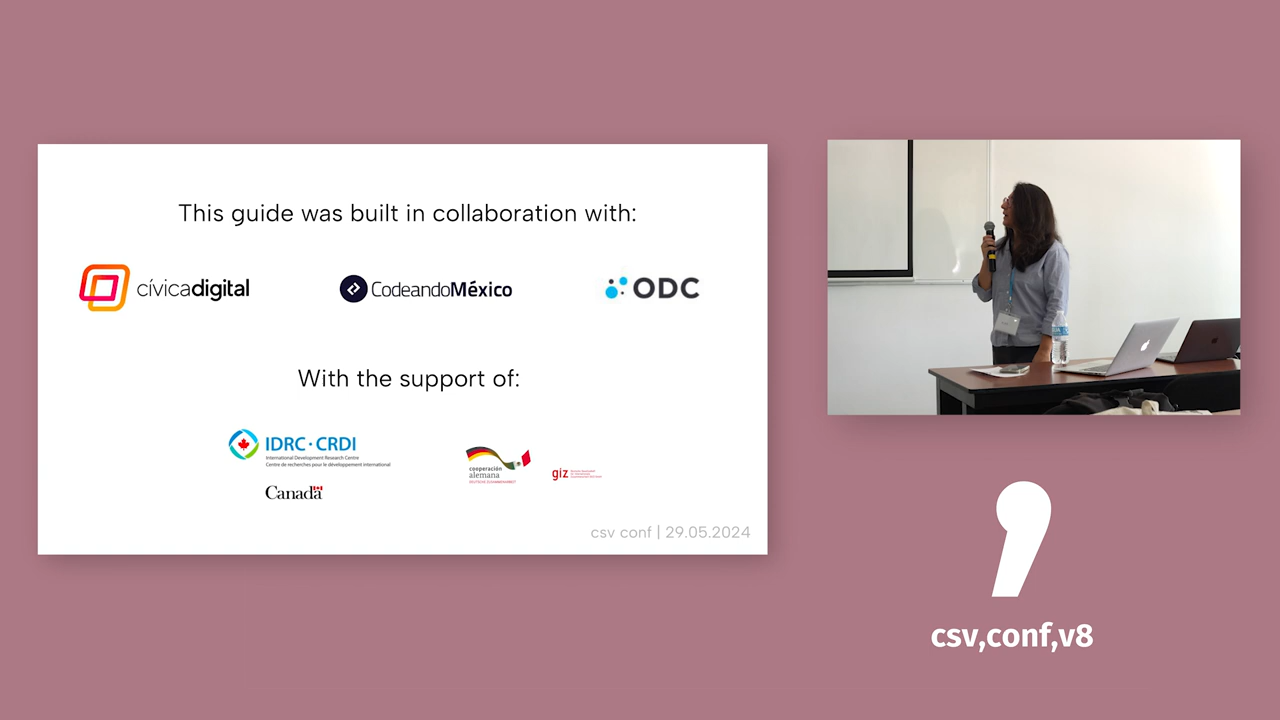 This guide was built in collaboration with:
cívicadigital
CodeandoMéxico
ODC
With the support of:
IDRC · CRDI
International Development Research Centre
Centre de recherches pour le développement international
Canada
cooperación
alemana
DEUTSCHE ZUSAMMENARBEIT
giz
csv conf | 29.05.2024
csv,conf,v8